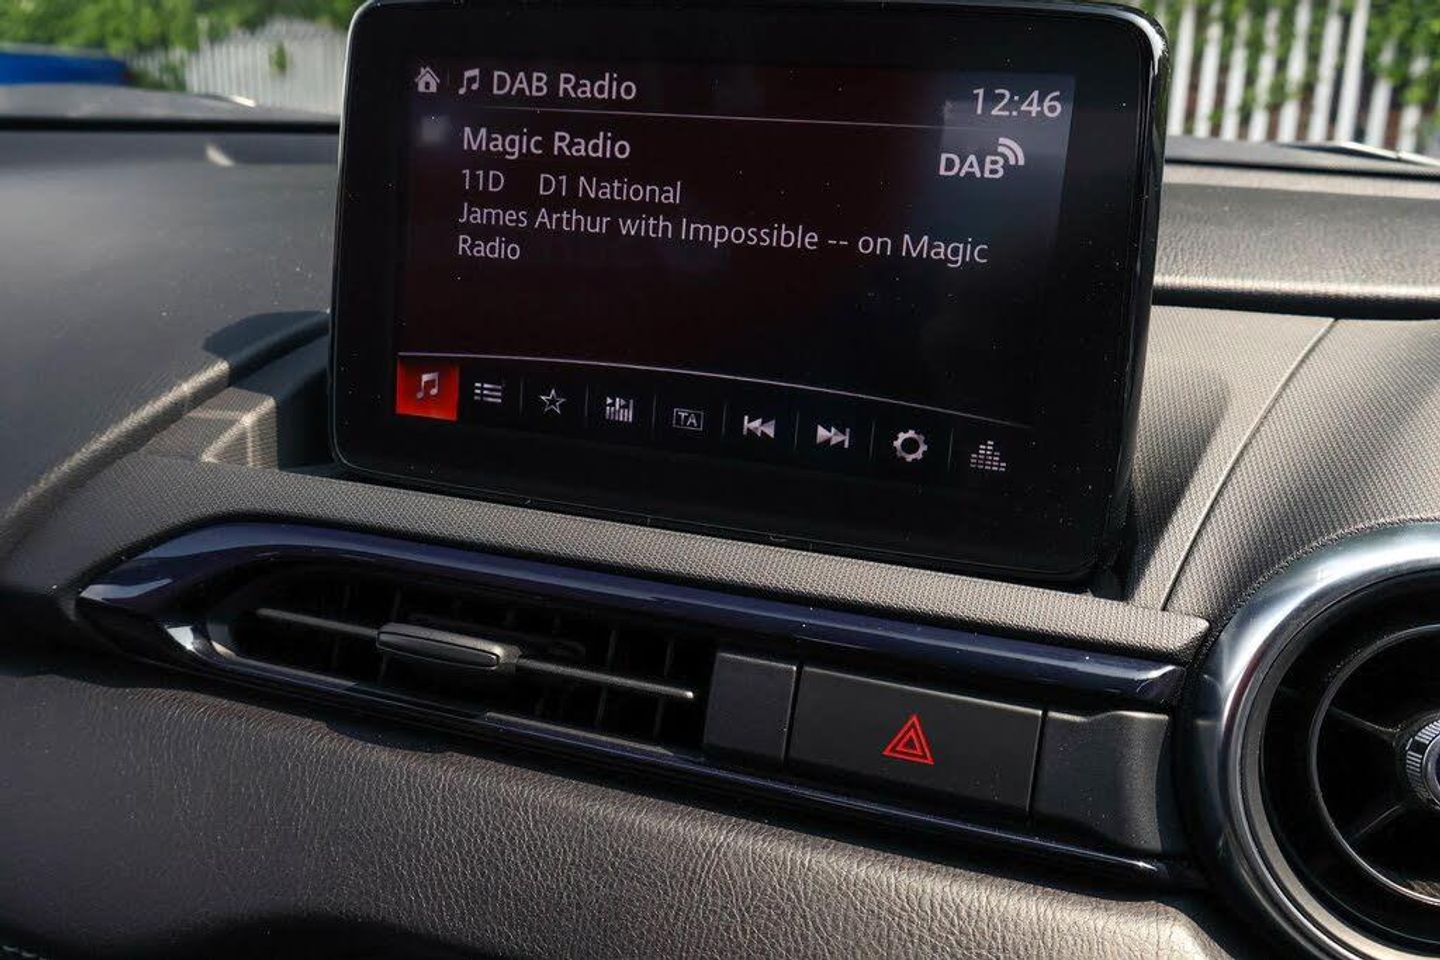 DAB Radio
12:46
Magic Radio
DAB
11D D1 National
James Arthur with Impossible -- on Magic
Radio
TA